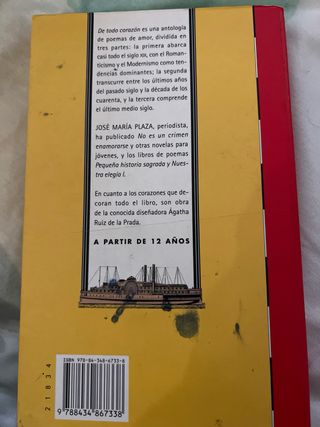 De todo corazón es una antología
de poemas de amor, dividida en
tres partes: la primera abarca
casi todo el siglo XIX, con el Roman-
ticismo y el Modernismo como ten-
dencias dominantes; la segunda
transcurre entre los últimos años
del pasado siglo y la década de los
cuarenta, y la tercera comprende
el último medio siglo.
JOSÉ MARÍA PLAZA, periodista,
ha publicado No es un crimen
enamorarse y otras novelas para
jóvenes, y los libros de poemas
Pequeña historia sagrada y Nues-
tra elegía I.
En cuanto a los corazones que de-
coran todo el libro, son obra
de la conocida diseñadora Ágatha
Ruiz de la Prada.
A PARTIR DE 12 AÑOS
ISBN 978-84-348-6733-8
9 788434 867338
21834